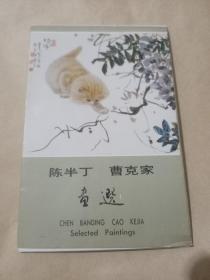 陈半丁 曹克家
画选
CHEN BANDING CAO KEJIA
Selected Paintings